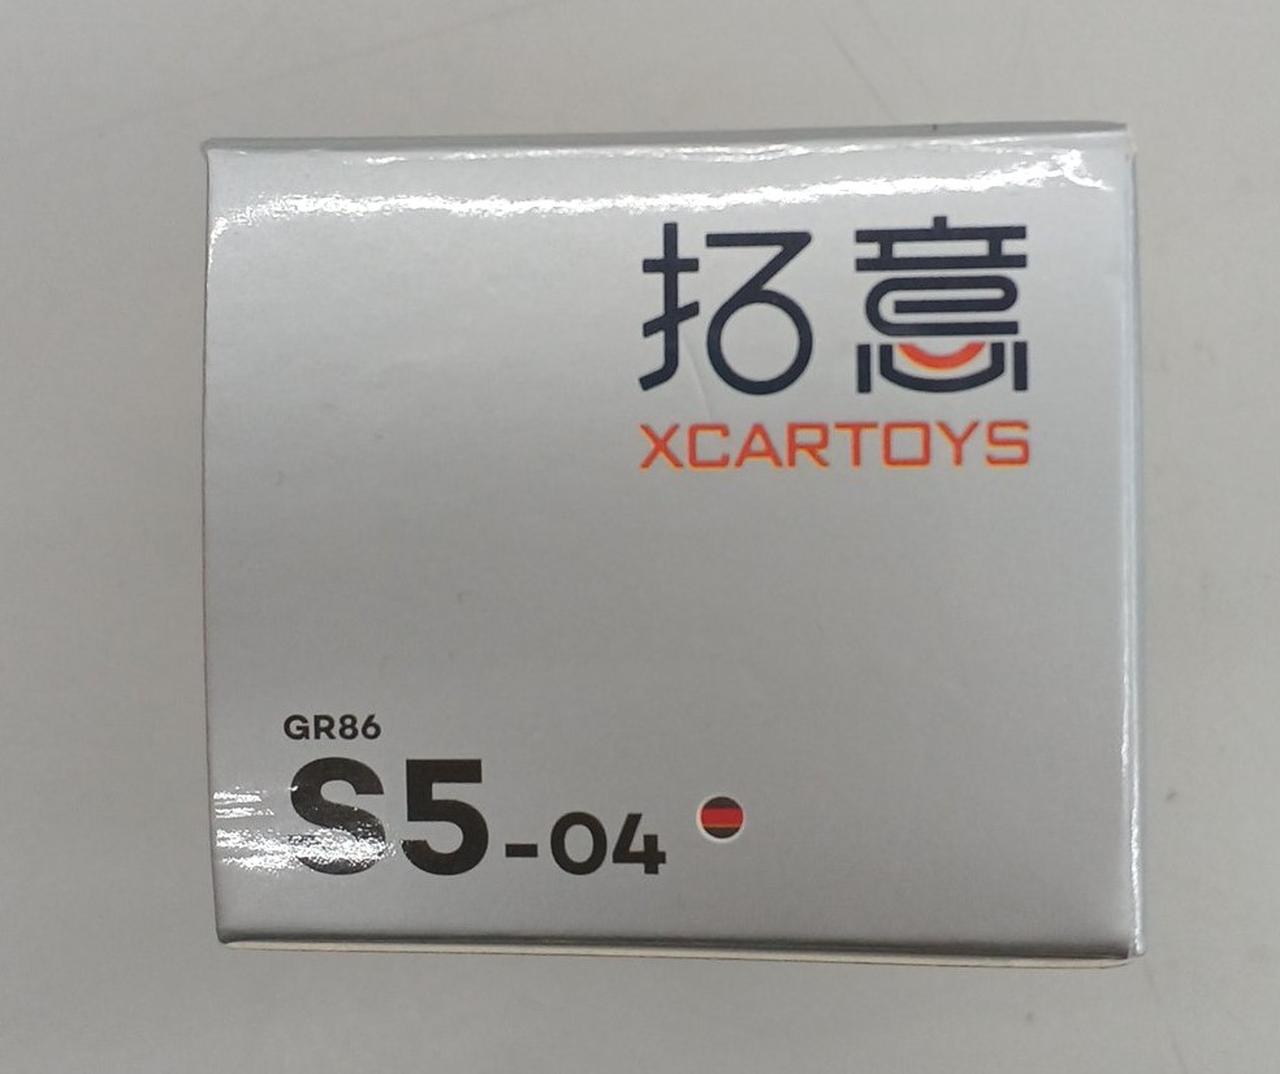 拓意
XCARTOYS
GR86
S5-04